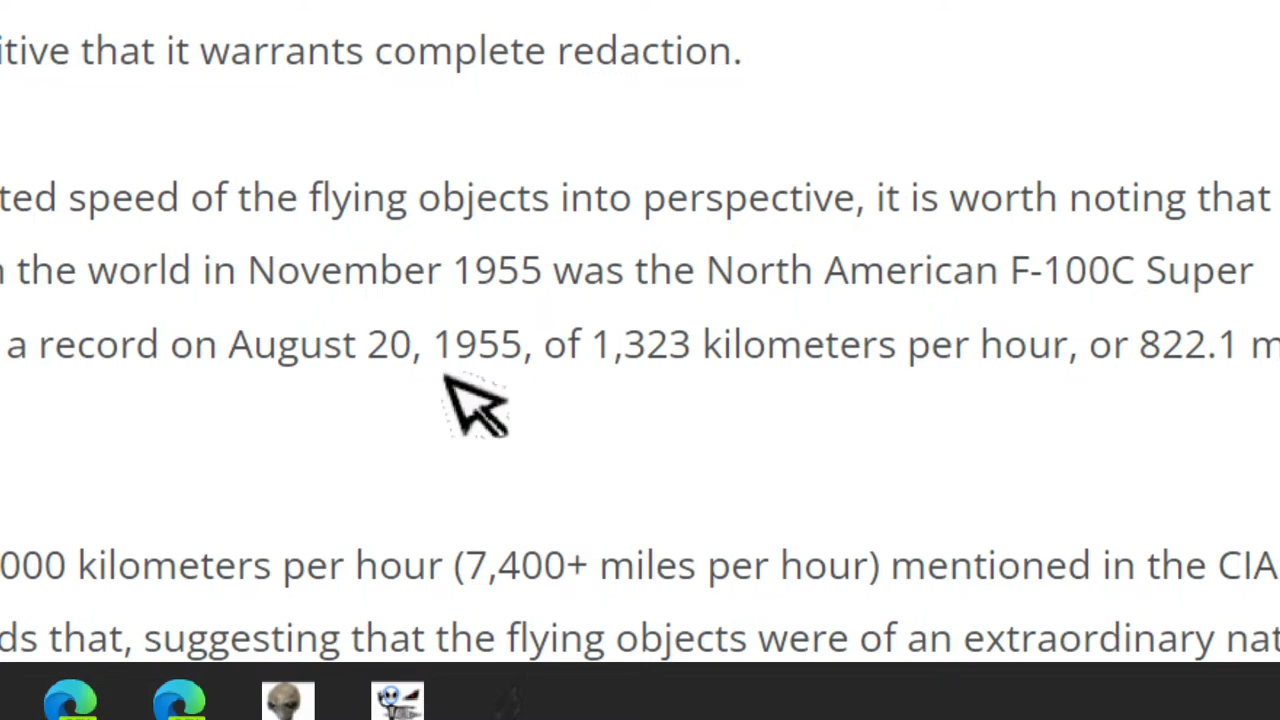 itive that it warrants complete redaction.
ted speed of the flying objects into perspective, it is worth noting that
the world in November 1955 was the North American F-100C Super
a record on August 20, 1955, of 1,323 kilometers per hour, or 822.1 m
000 kilometers per hour (7,400+ miles per hour) mentioned in the CIA
ds that, suggesting that the flying objects were of an extraordinary nat